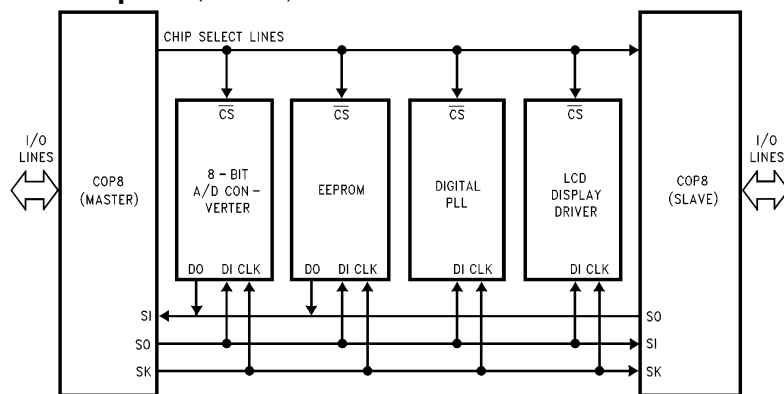 CHIP SELECT LINES
CS
CS
CS
CS
I/O
LINES
COP8
(MASTER)
8 - BIT
A/D CON -
VERTER
EEPROM
DIGITAL
PLL
LCD
DISPLAY
DRIVER
COP8
(SLAVE)
I/O
LINES
DO
DI CLK
DO
DI CLK
DI CLK
DI CLK
SI
SO
SO
SI
SK
SK